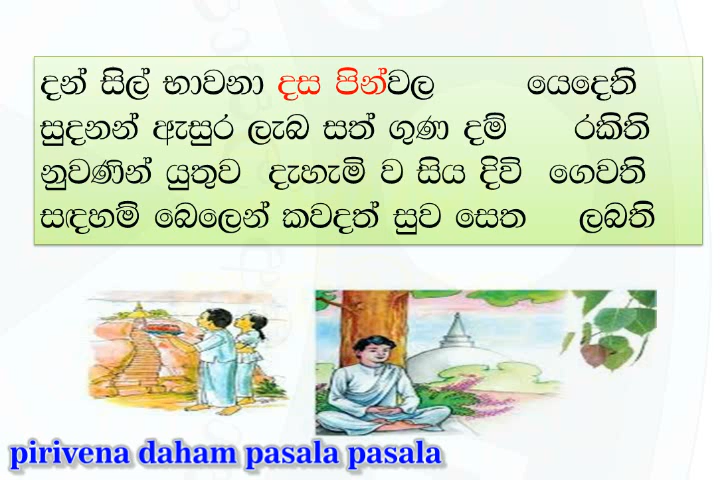 දන් සිල් භාවනා දස පින්වල යෙදෙති
සුදනන් ඇසුර ලැබ සත් ගුණ දම් රකිති
නුවණින් යුතුව දැහැමි ව සිය දිවි ගෙවති
සඳහම් බෙලෙන් කවදත් සුව සෙත ලබති
pirivena daham pasala pasala